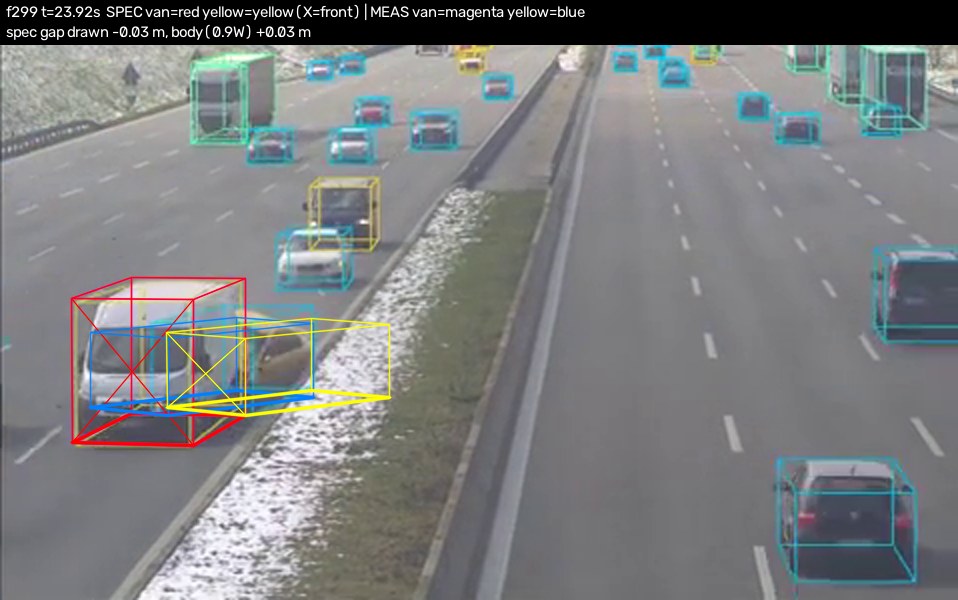 f299 t=23.92s SPEC van=red yellow=yellow (X=front) | MEAS van=magenta yellow=blue
spec gap drawn -0.03 m, body (0.9W) +0.03 m